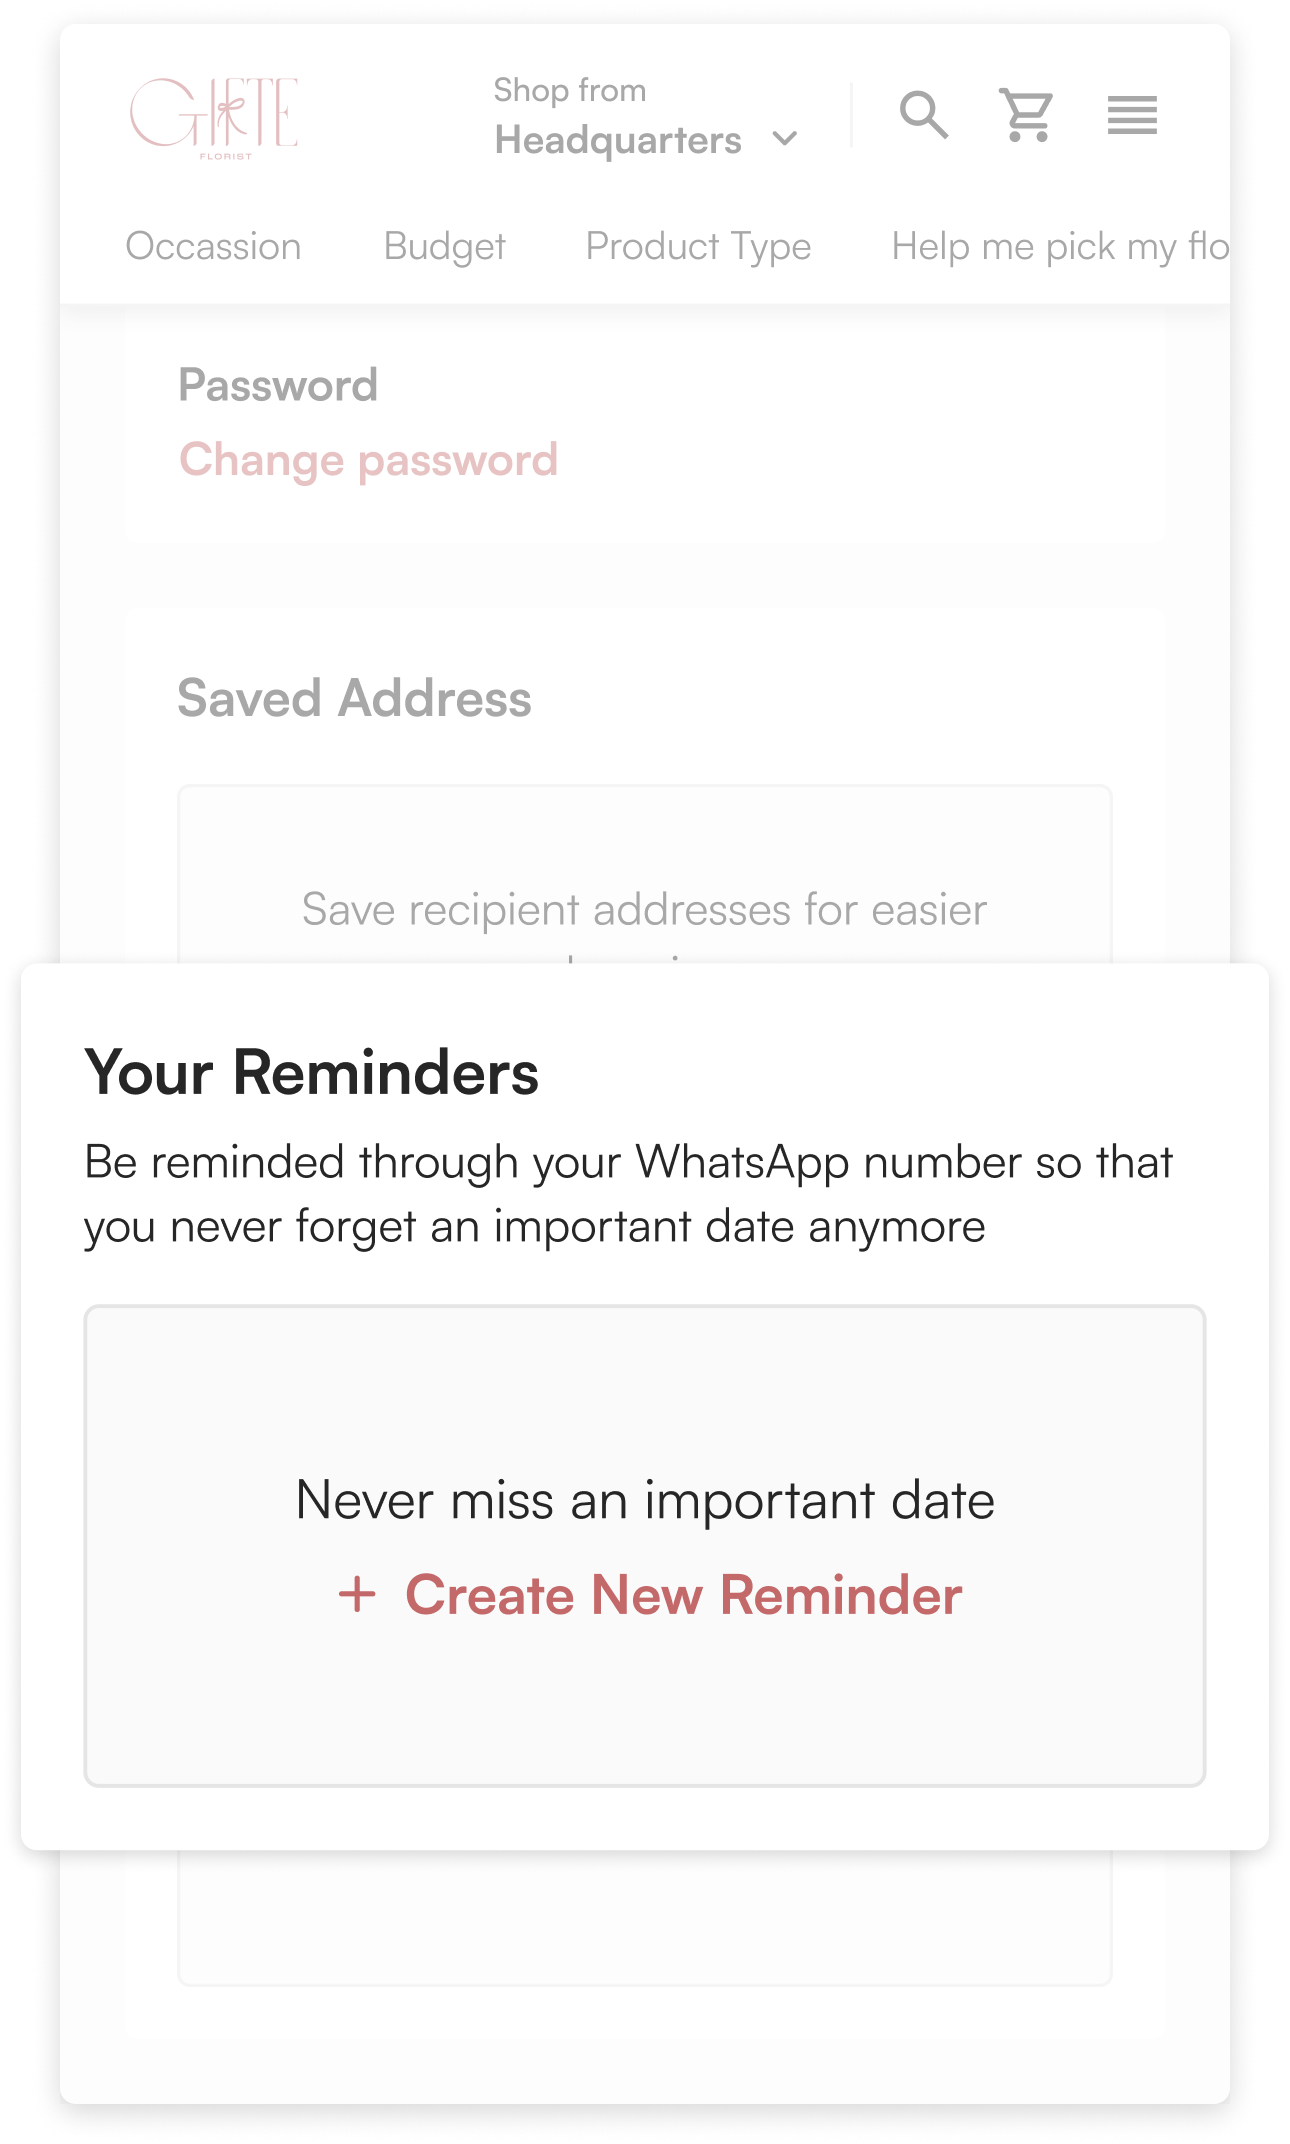 GIFTE
FLORIST
Shop from
Headquarters
Occassion Budget Product Type Help me pick my flo
Password
Change password
Saved Address
Save recipient addresses for easier
Your Reminders
Be reminded through your WhatsApp number so that
you never forget an important date anymore
Never miss an important date
+ Create New Reminder